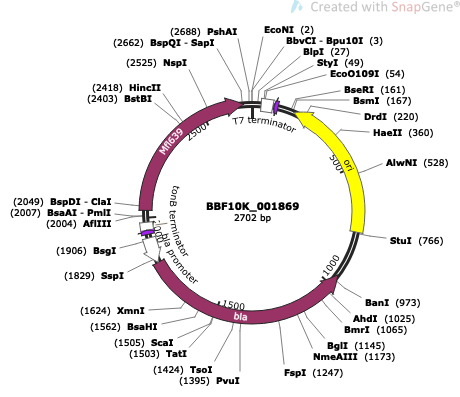 Created with SnapGene®
(2688) PshAI
(2662) BspQI - SapI
(2525) NspI
(2418) HincII
(2403) BstBI
(2049) BspDI - ClaI
(2007) BsaAI - PmlI
(2004) AflIII
(1906) BsgI
(1829) SspI
(1624) XmnI
(1562) BsaHI
(1505) ScaI
(1503) TatI
(1424) TsoI
(1395) PvuI
EcoNI (2)
BbvCI - Bpu10I (3)
BlpI (27)
StyI (49)
EcoO109I (54)
BseRI (161)
BsmI (167)
DrdI (220)
HaeII (360)
AlwNI (528)
StuI (766)
BanI (973)
AhdI (1025)
BmrI (1065)
BglI (1145)
NmeAIII (1173)
FspI (1247)
T7 terminator
ori
bla
bla promoter
tonB terminator
Mfl639
500
1000
1500
2000
2500
BBF10K_001869
2702 bp